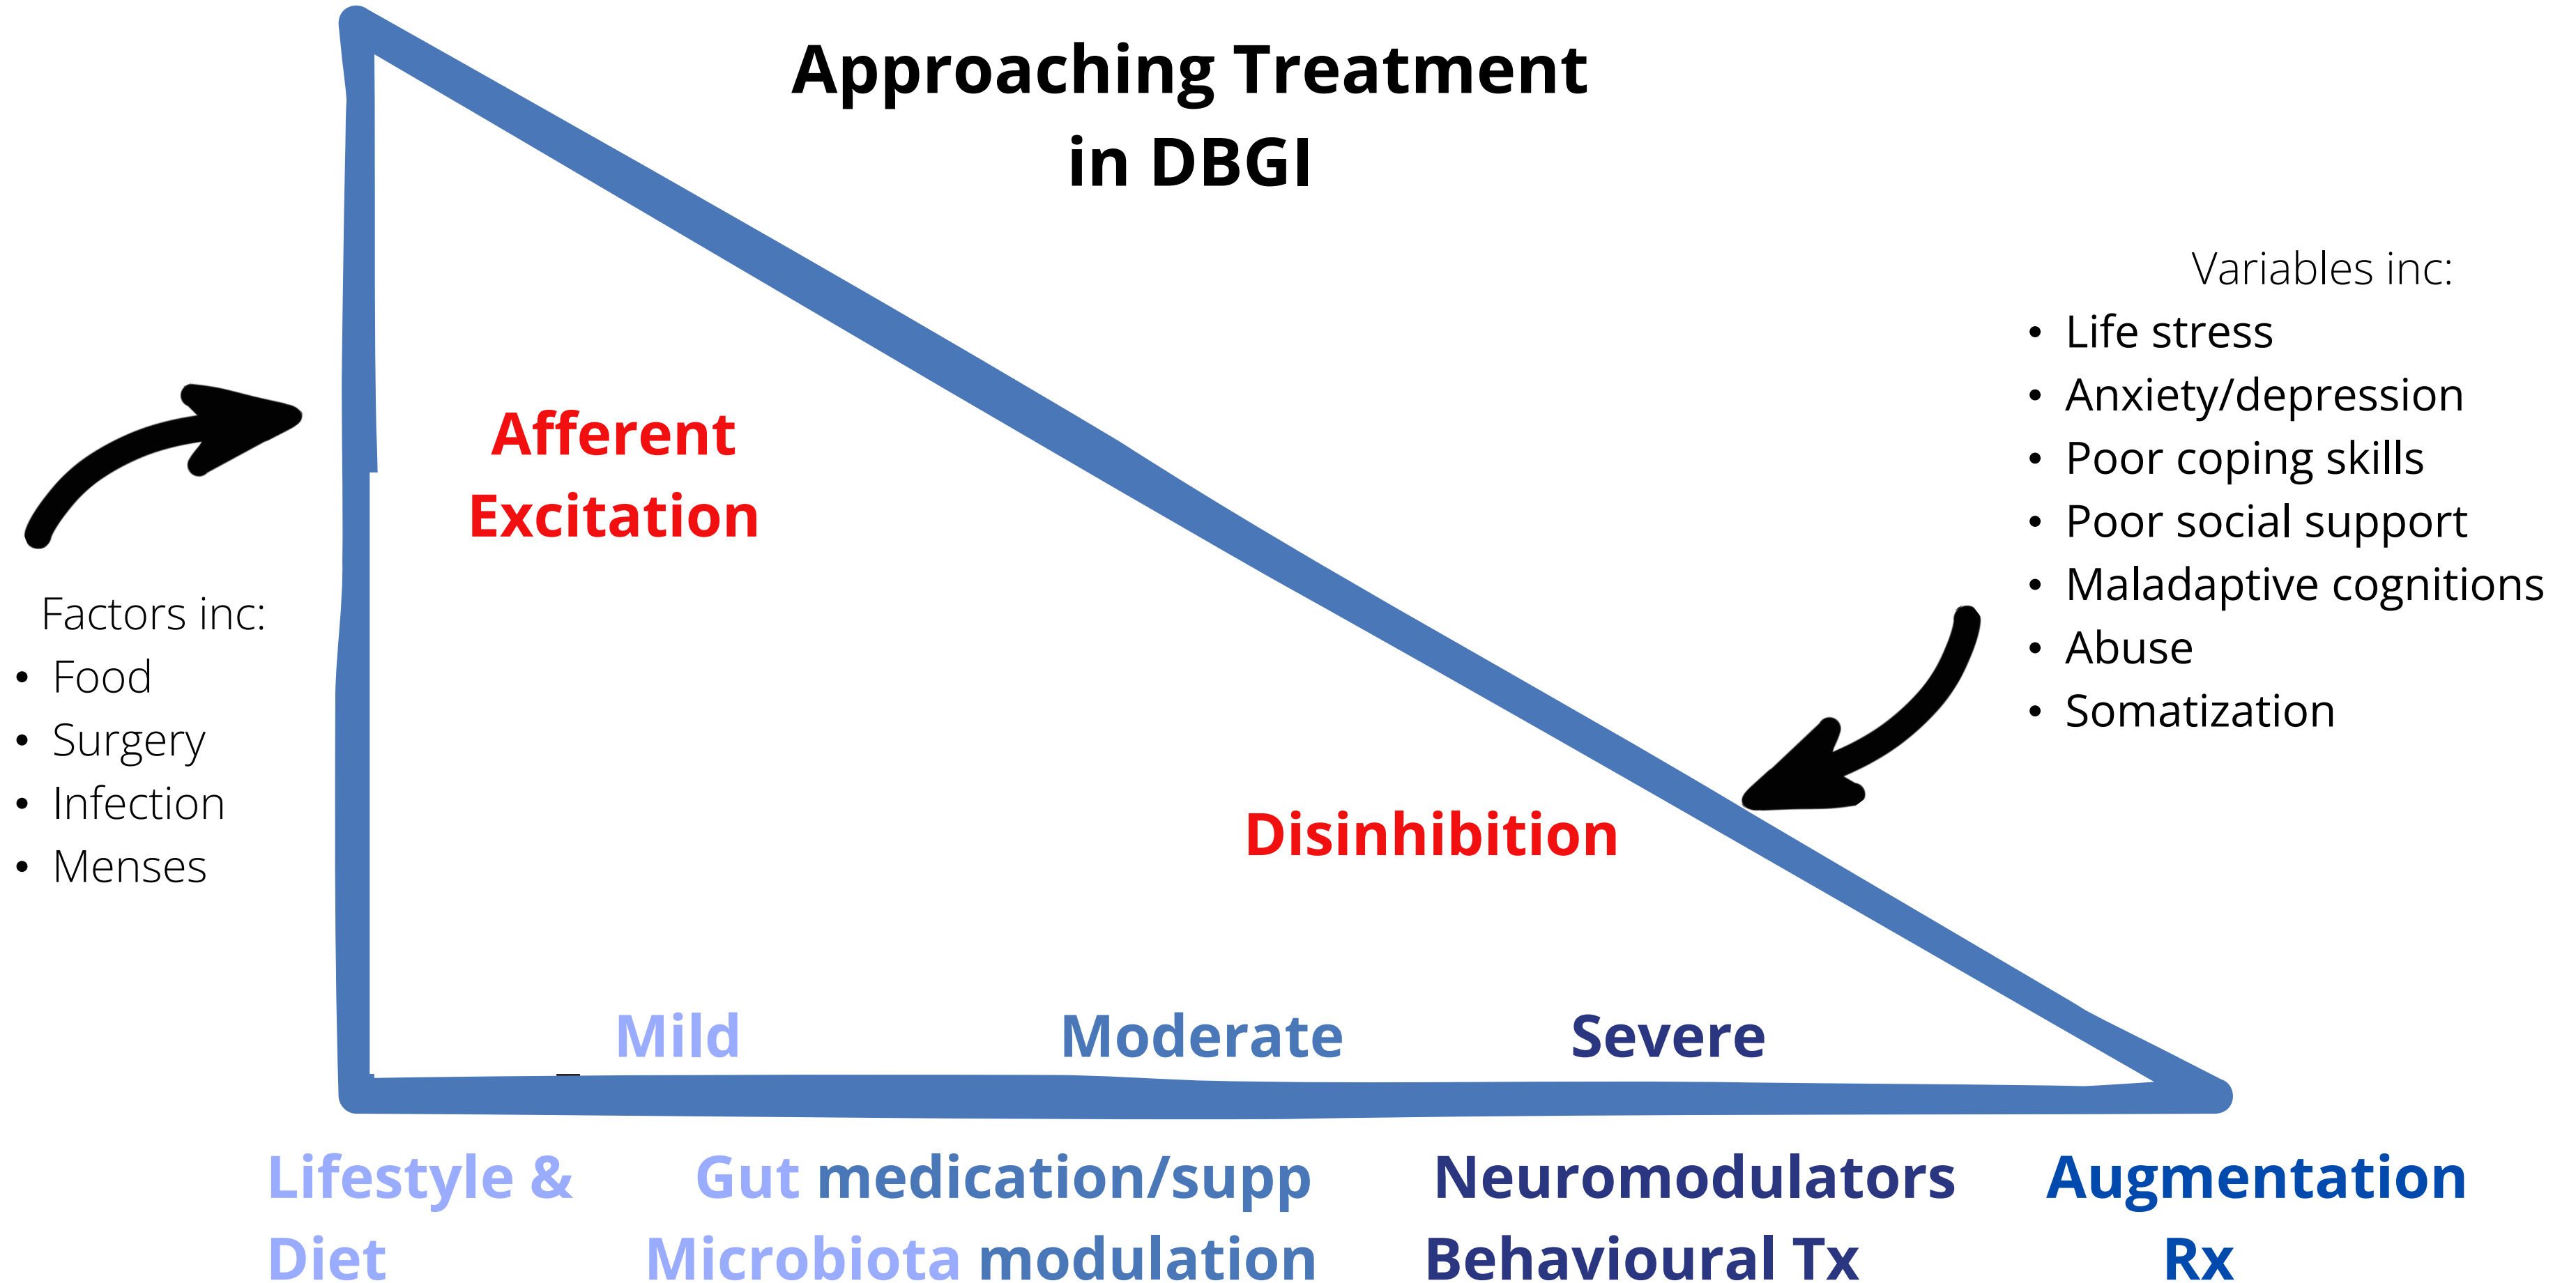 Approaching Treatment
in DBGI
Variables inc:
• Life stress
• Anxiety/depression
• Poor coping skills
• Poor social support
• Maladaptive cognitions
• Abuse
• Somatization
Afferent
Excitation
Factors inc:
• Food
• Surgery
• Infection
• Menses
Disinhibition
Mild
Moderate
Severe
Lifestyle &
Diet
Gut medication/supp
Microbiota modulation
Neuromodulators
Behavioural Tx
Augmentation
Rx